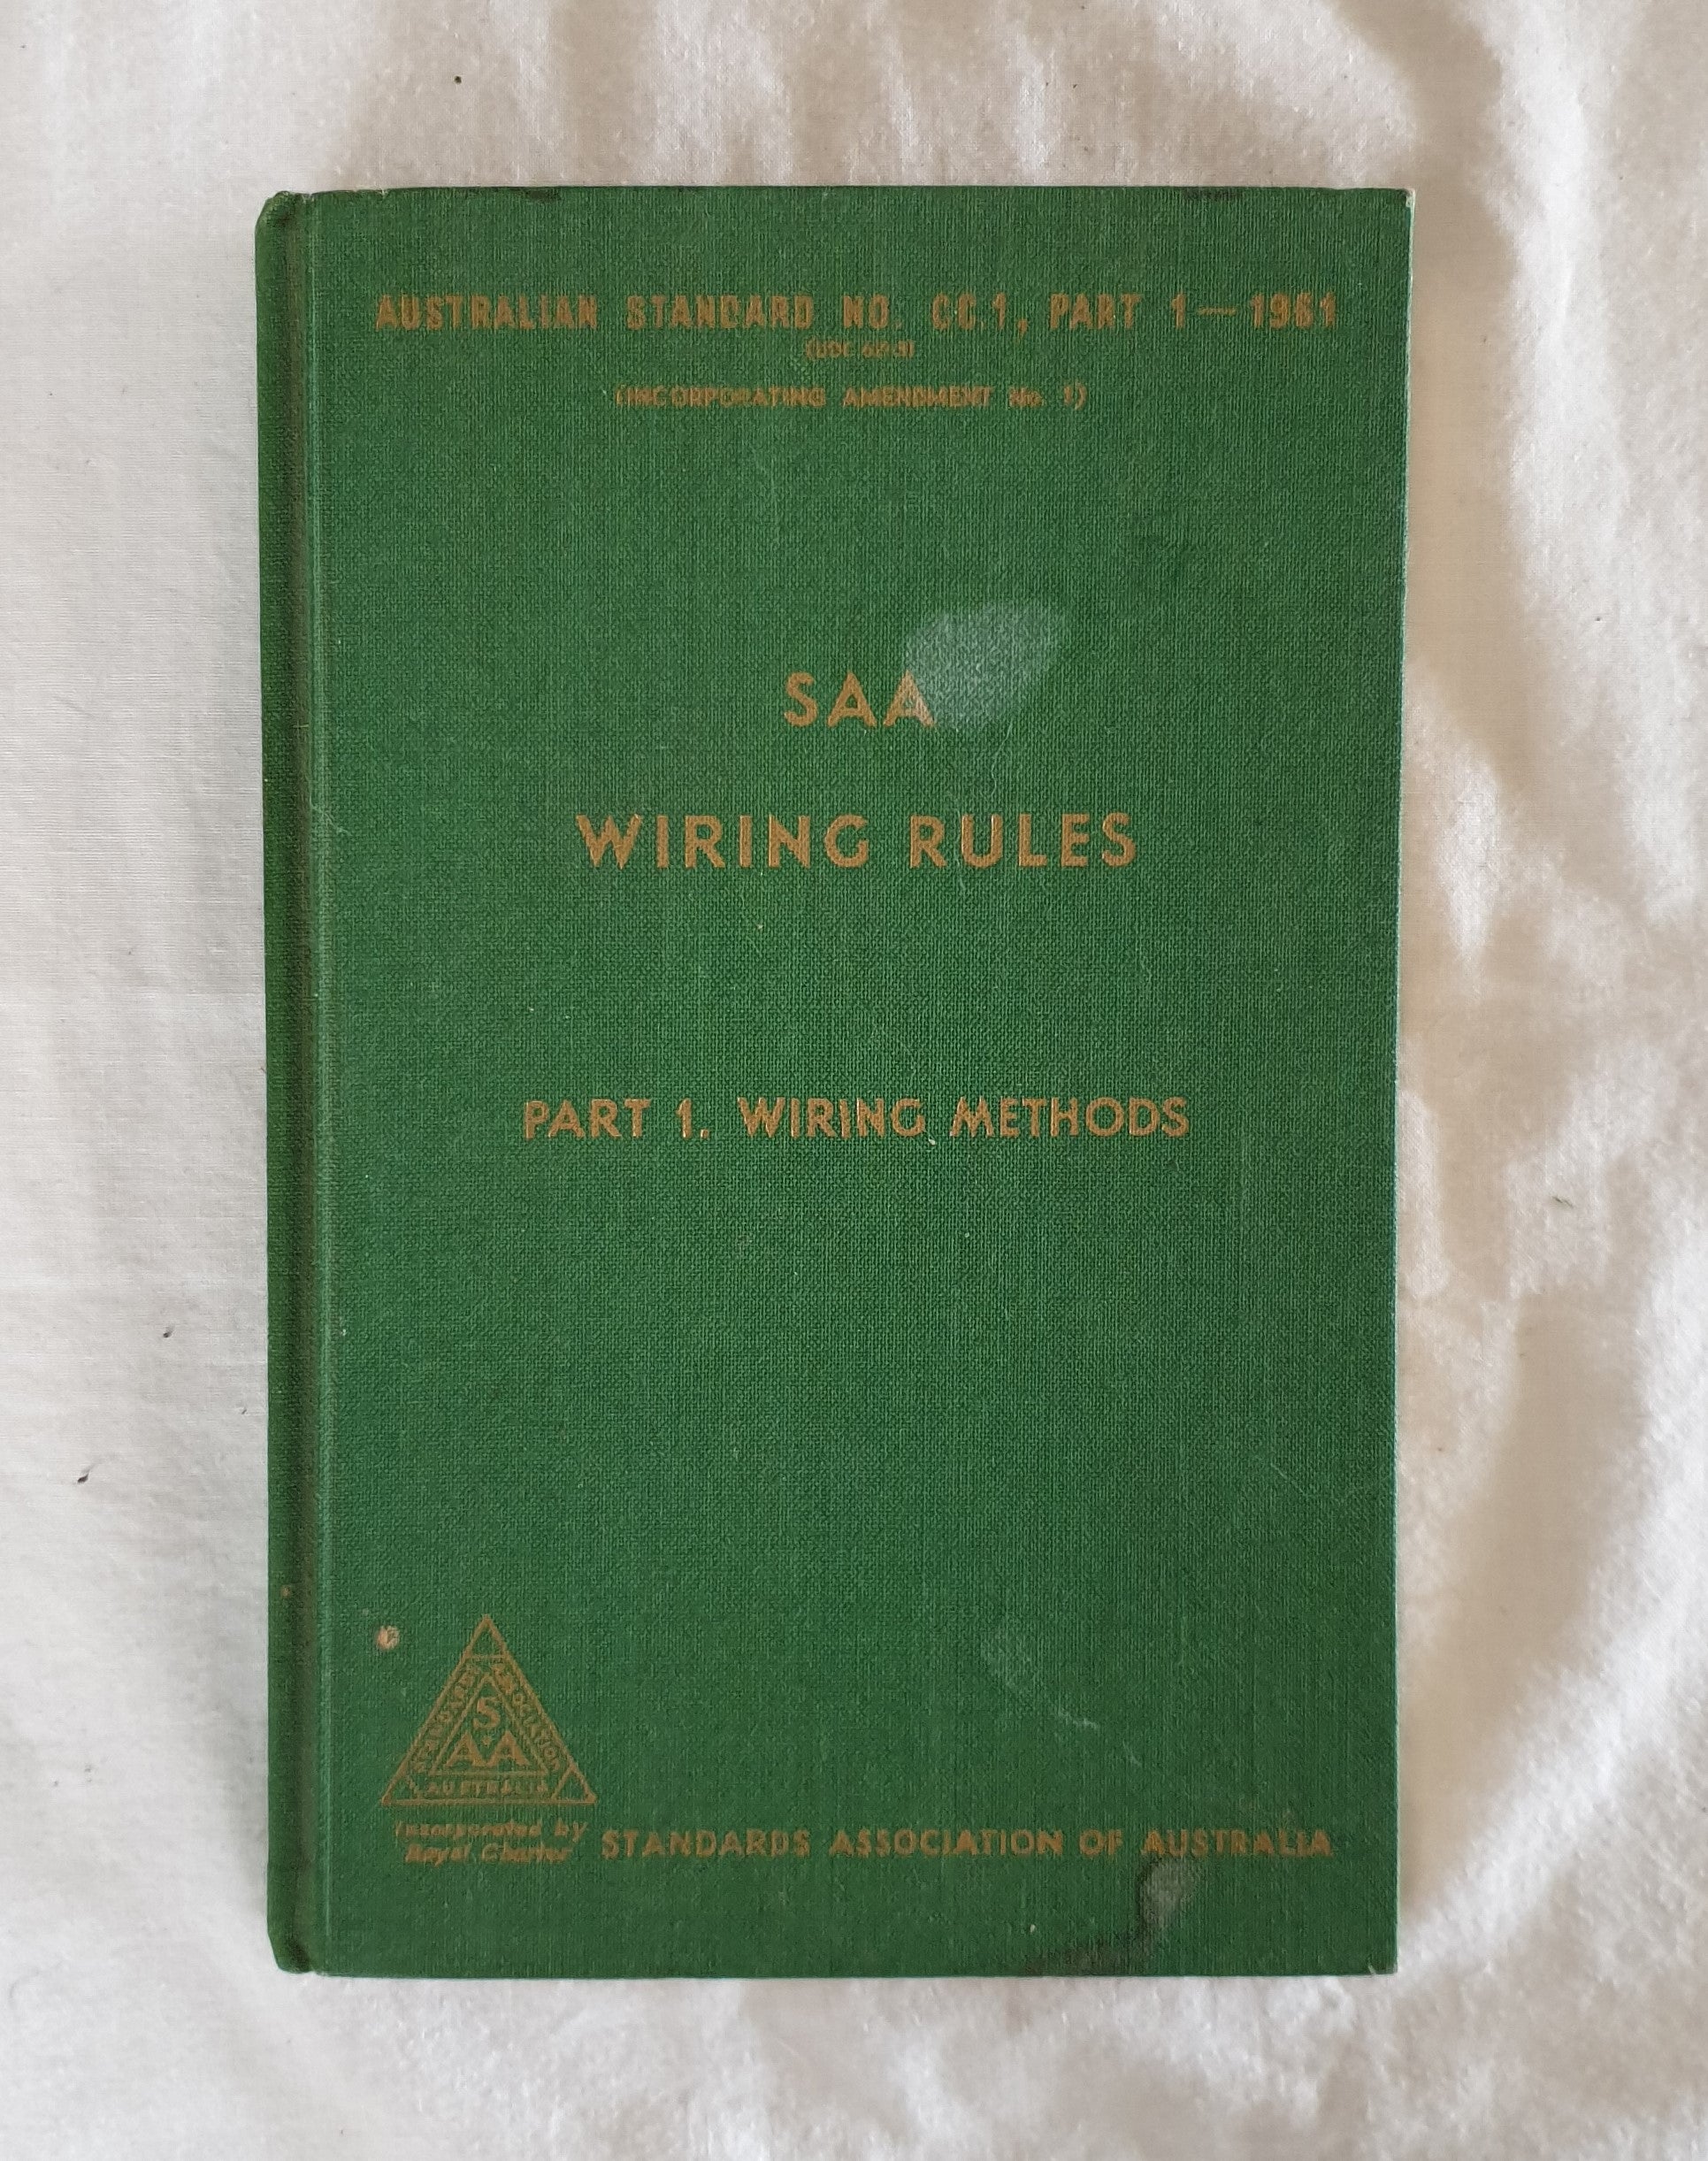 AUSTRALIAN STANDARD NO. CC.1, PART 1—1961
(INCORPORATING AMENDMENT No. 1)
SAA
WIRING RULES
PART 1. WIRING METHODS
STANDARDS ASSOCIATION
S
AA
AUSTRALIA
Incorporated by
Royal Charter
STANDARDS ASSOCIATION OF AUSTRALIA